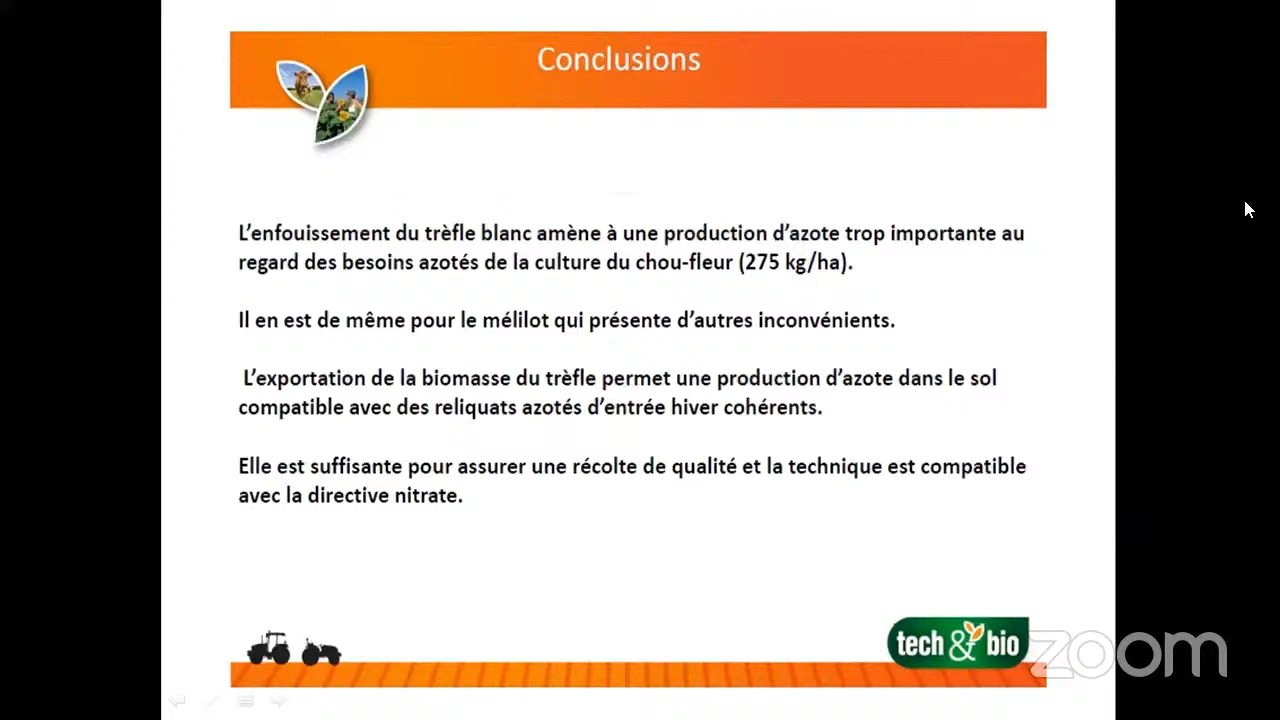 Conclusions
L’enfouissement du trèfle blanc amène à une production d’azote trop importante au
regard des besoins azotés de la culture du chou-fleur (275 kg/ha).
Il en est de même pour le mélilot qui présente d’autres inconvénients.
L’exportation de la biomasse du trèfle permet une production d’azote dans le sol
compatible avec des reliquats azotés d’entrée hiver cohérents.
Elle est suffisante pour assurer une récolte de qualité et la technique est compatible
avec la directive nitrate.
tech & bio
zoom